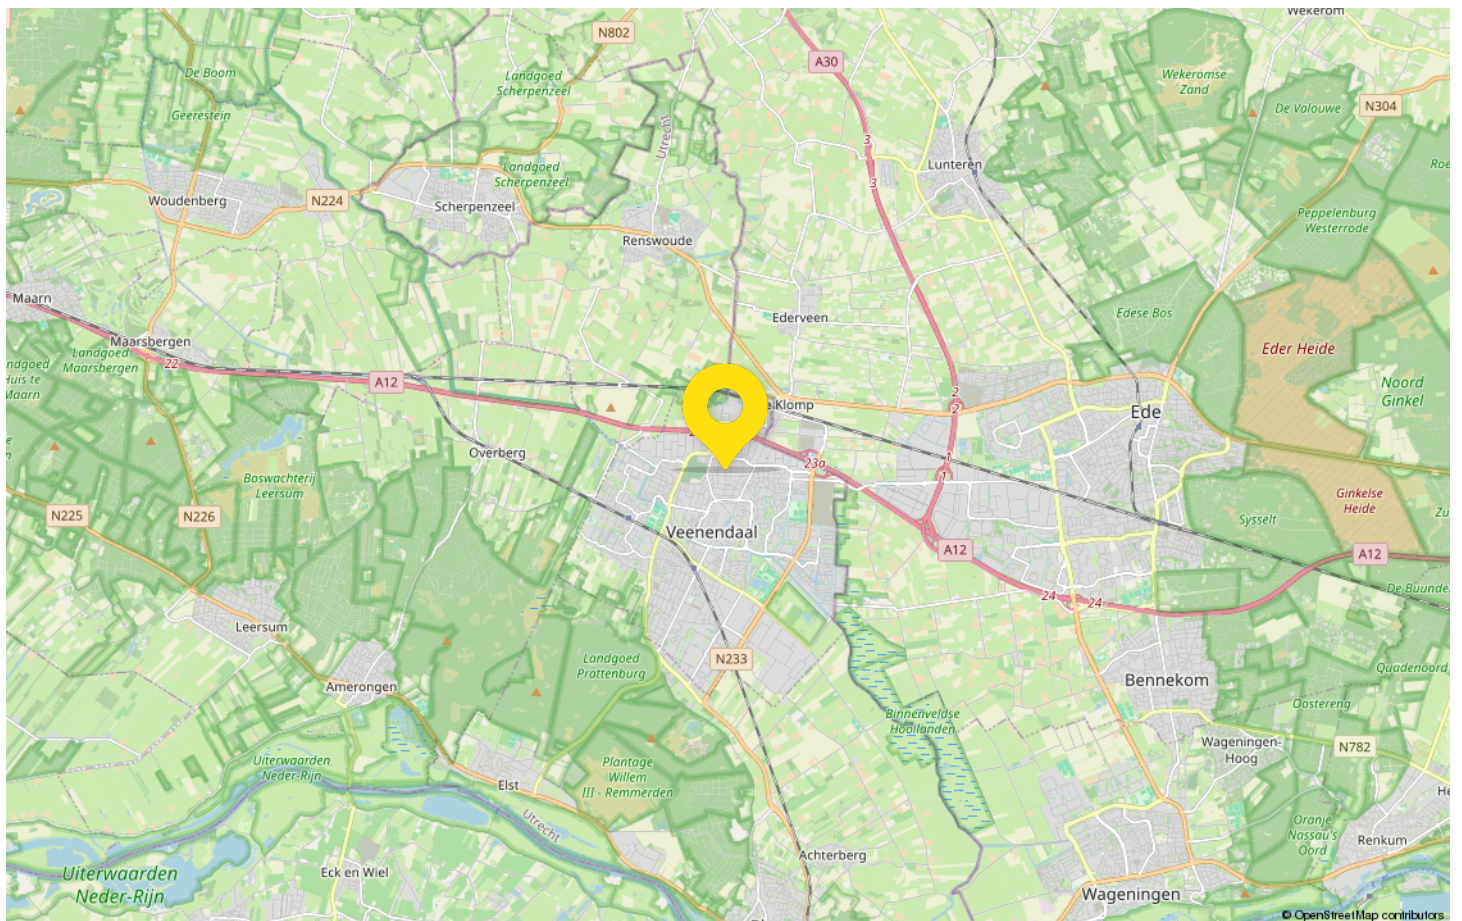 Wekerom
N802
A30
De Boom
Landgoed
Scherpenzeel
Wekeromse
Zand
De Valouwe
N304
Geerestein
Utrecht
3
Lunteren
Landgoed
Scherpenzeel
3
N224
Woudenberg
Scherpenzeel
Peppelenburg
Westerrode
Renswoude
Maarn
Edese Bos
Ederveen
Maarsbergen
Landgoed
Maarsbergen
22
Huis te
Maarn
Eder Heide
A12
2
2
Noord
Ginkel
Klomp
Ede
Overberg
23a
1
1
Boswachterij
Leersum
Ginkelse
Heide
N225
N226
Sysselt
Veenendaal
A12
A12
24
24
Leersum
N233
Landgoed
Prattenburg
Bennekom
Quadenoord
Amerongen
Oostereng
Binnenveldse
Hooilanden
Wageningen-
Hoog
N782
Uiterwaarden
Neder-Rijn
Plantage
Willem
III - Remmerden
Elst
Utrecht
Oranje
Nassau's
Oord
Renkum
Achterberg
Eck en Wiel
Uiterwaarden
Neder-Rijn
Wageningen
© OpenStreetMap contributors